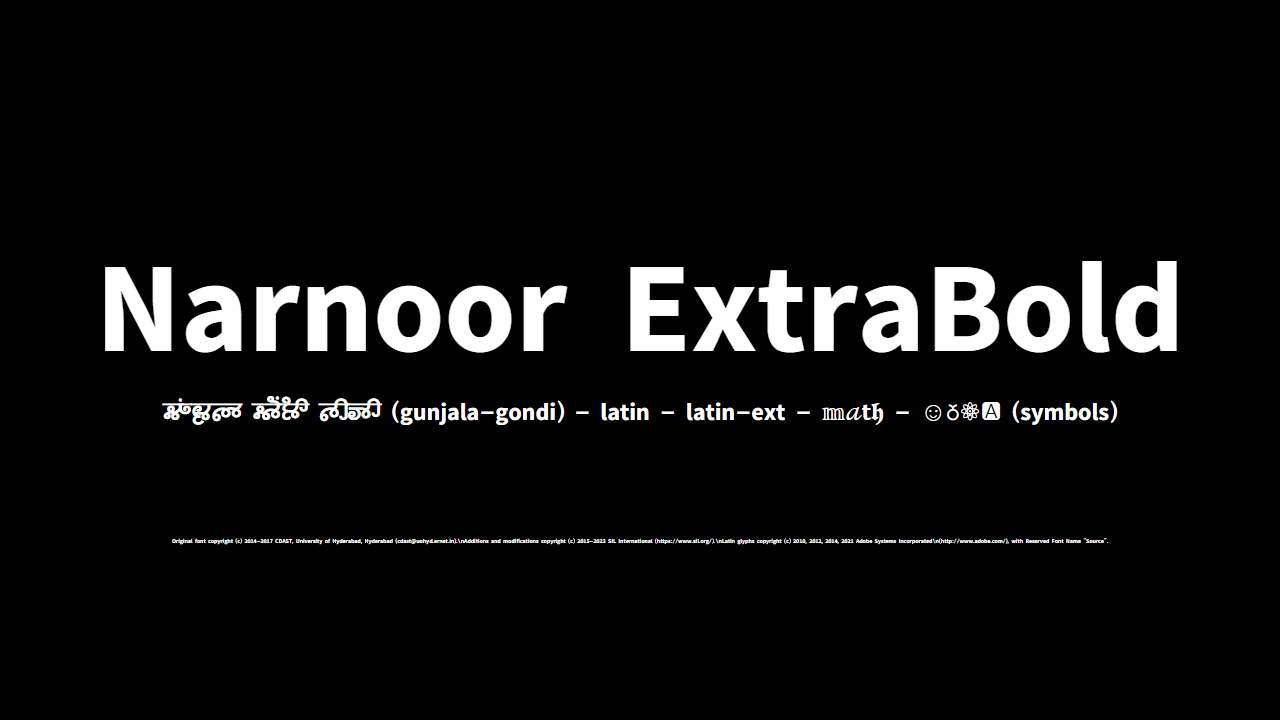 Narnoor ExtraBold
(gunjala-gondi) - latin - latin-ext - 𝕞𝒶𝐭𝔥 - ☺︎ (symbols)
Original font copyright (c) 2014-2017 CDAST, University of Hyderabad, Hyderabad (cdast@uohyd.ernet.in).\nAdditions and modifications copyright (c) 2015-2023 SIL International (https://www.sil.org/).\nLatin glyphs copyright (c) 2010, 2012, 2014, 2021 Adobe Systems Incorporated\n(http://www.adobe.com/), with Reserved Font Name "Source".